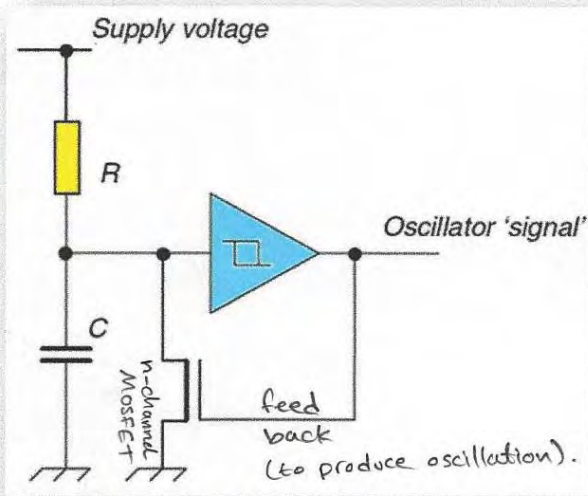 Supply voltage
R
Oscillator 'signal'
C
n-channel
MOSFET
feed
back
(to produce oscillation).